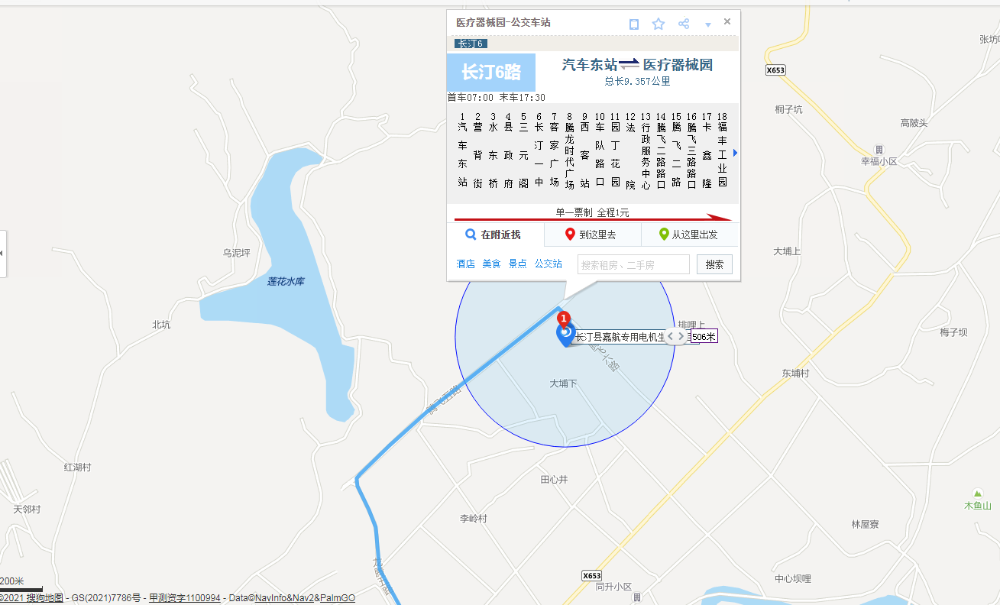 医疗器械园-公交车站
长汀6
长汀6路
汽车东站
医疗器械园
总长9.357公里
首车07:00 末车17:30
1 汽车东站
2 营背街
3 水东桥
4 县政府
5 三元阁
6 长汀一中
7 客家广场
8 腾龙时代广场
9 西客站
10 车队路口
11 园丁花园
12 法院
13 行政服务中心
14 腾飞二路路口
15 腾飞二路
16 腾飞三路路口
17 卡鑫隆
18 福丰工业园
单一票制 全程1元
在附近找
到这里去
从这里出发
酒店 美食 景点 公交站
搜索租房、二手房
搜索
X653
桐子坑
高陂头
幸福小区
大埔上
乌泥坪
莲花水库
北坑
排哩上
1
长汀县嘉航专用电机生
506米
梅子坝
东埔村
腾飞六路
大埔下
腾飞五路
红湖村
田心井
天邻村
李岭村
木鱼山
林屋寮
X653
同升小区
中心坝哩
200米
©2021 搜狗地图 - GS(2021)7786号 - 甲测资字1100994 - Data©NavInfo&Nav2&PalmGO